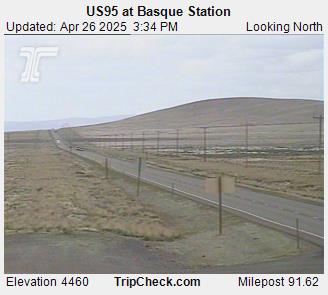 US95 at Basque Station
Updated: Apr 26 2025 3:34 PM Looking North
Elevation 4460 TripCheck.com Milepost 91.62